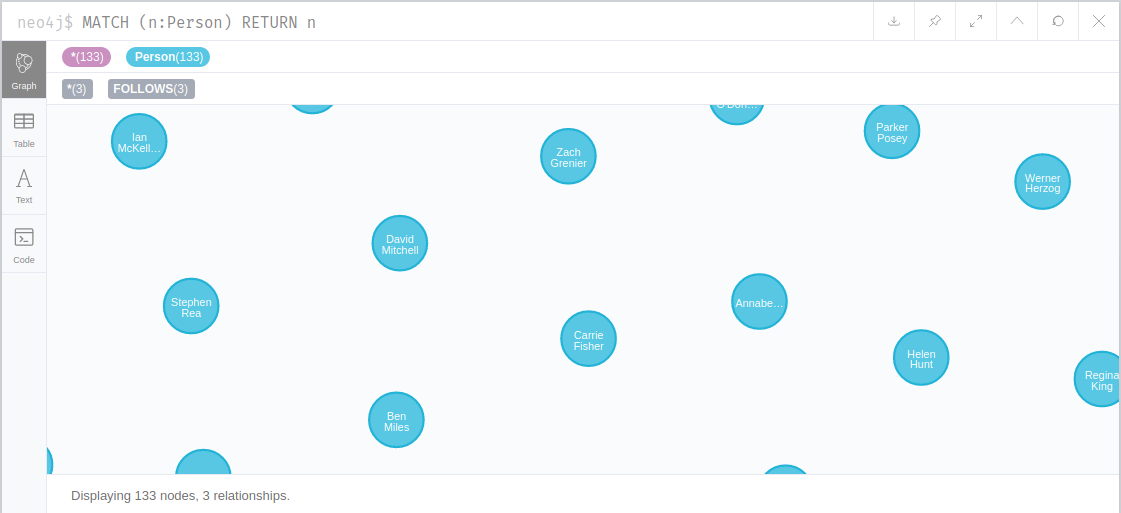 neo4j$ MATCH (n:Person) RETURN n
Graph
*(133) Person(133)
*(3) FOLLOWS(3)
Table
Text
Code
Ian
McKell…
Zach
Grenier
Parker
Posey
Werner
Herzog
David
Mitchell
Stephen
Rea
Annabe…
Carrie
Fisher
Helen
Hunt
Regina
King
Ben
Miles
Displaying 133 nodes, 3 relationships.